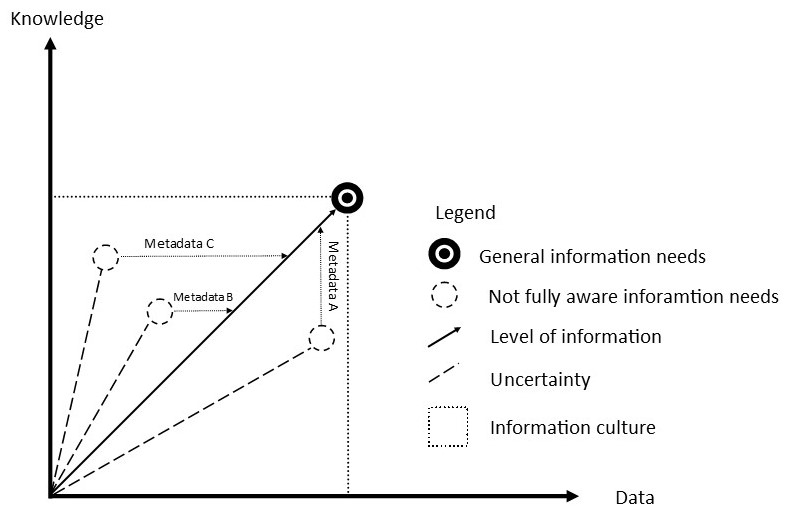 Knowledge
Legend
Metadata C
General information needs
Metadata A
Metadata B
Not fully aware inforamtion needs
Level of information
Uncertainty
Information culture
Data